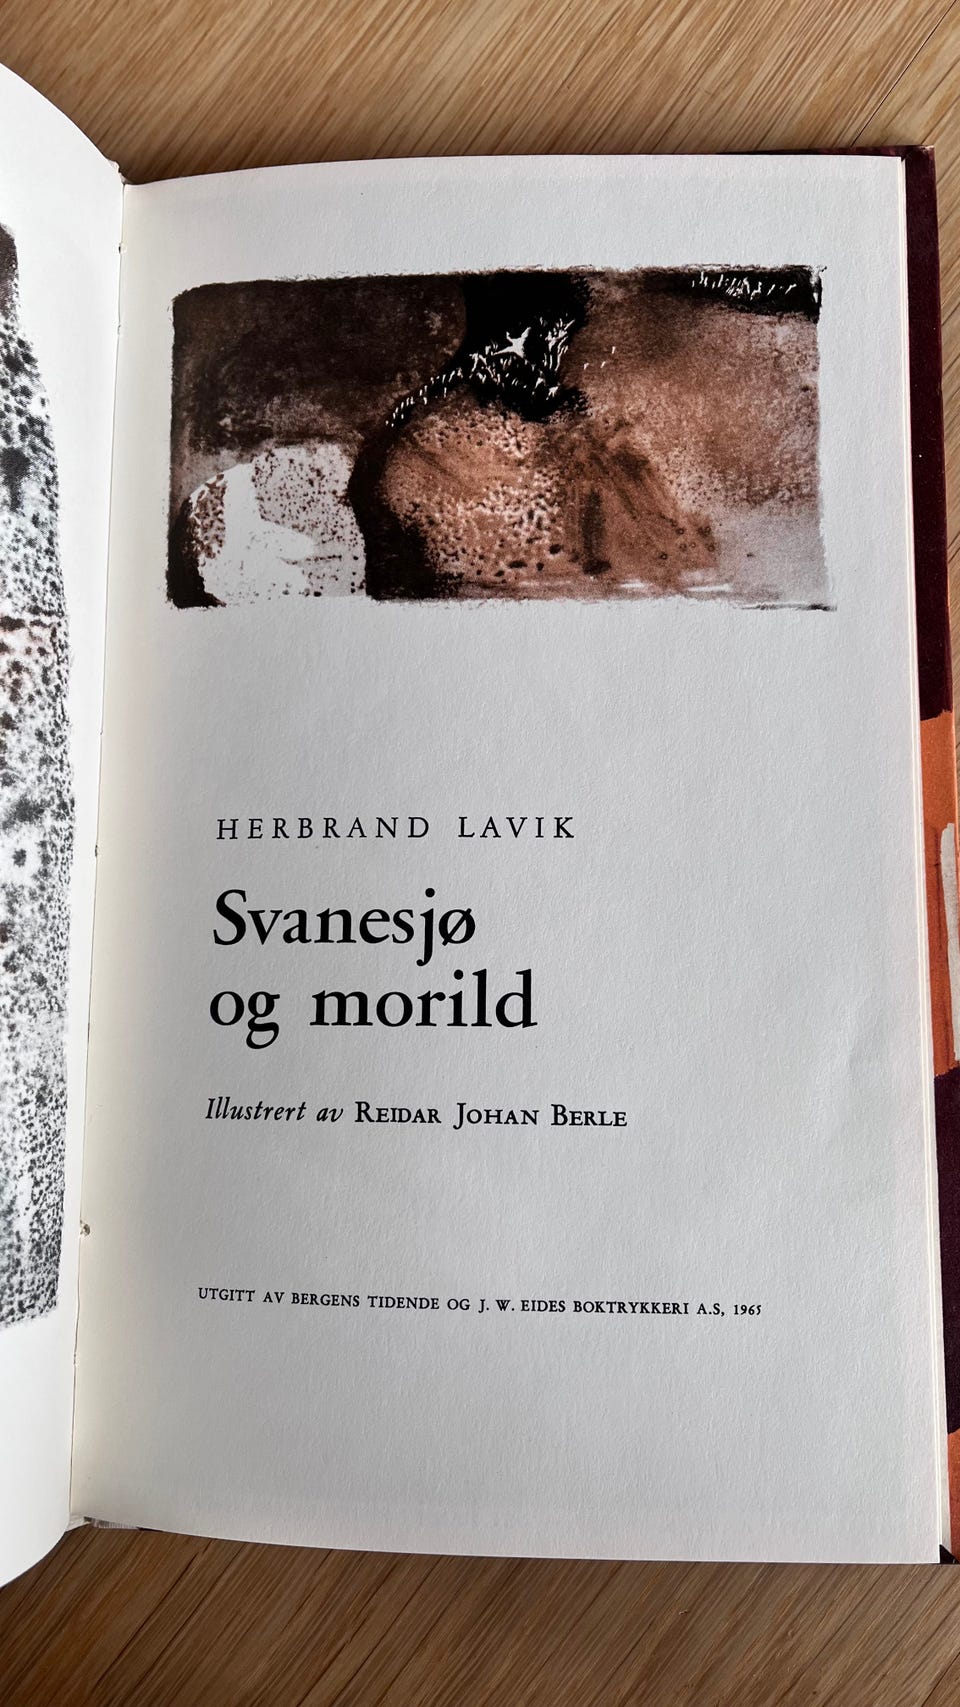 HERBRAND LAVIK
Svanesjø
og morild
Illustrert av REIDAR JOHAN BERLE
UTGITT AV BERGENS TIDENDE OG J. W. EIDES BOKTRYKKERI A.S, 1965